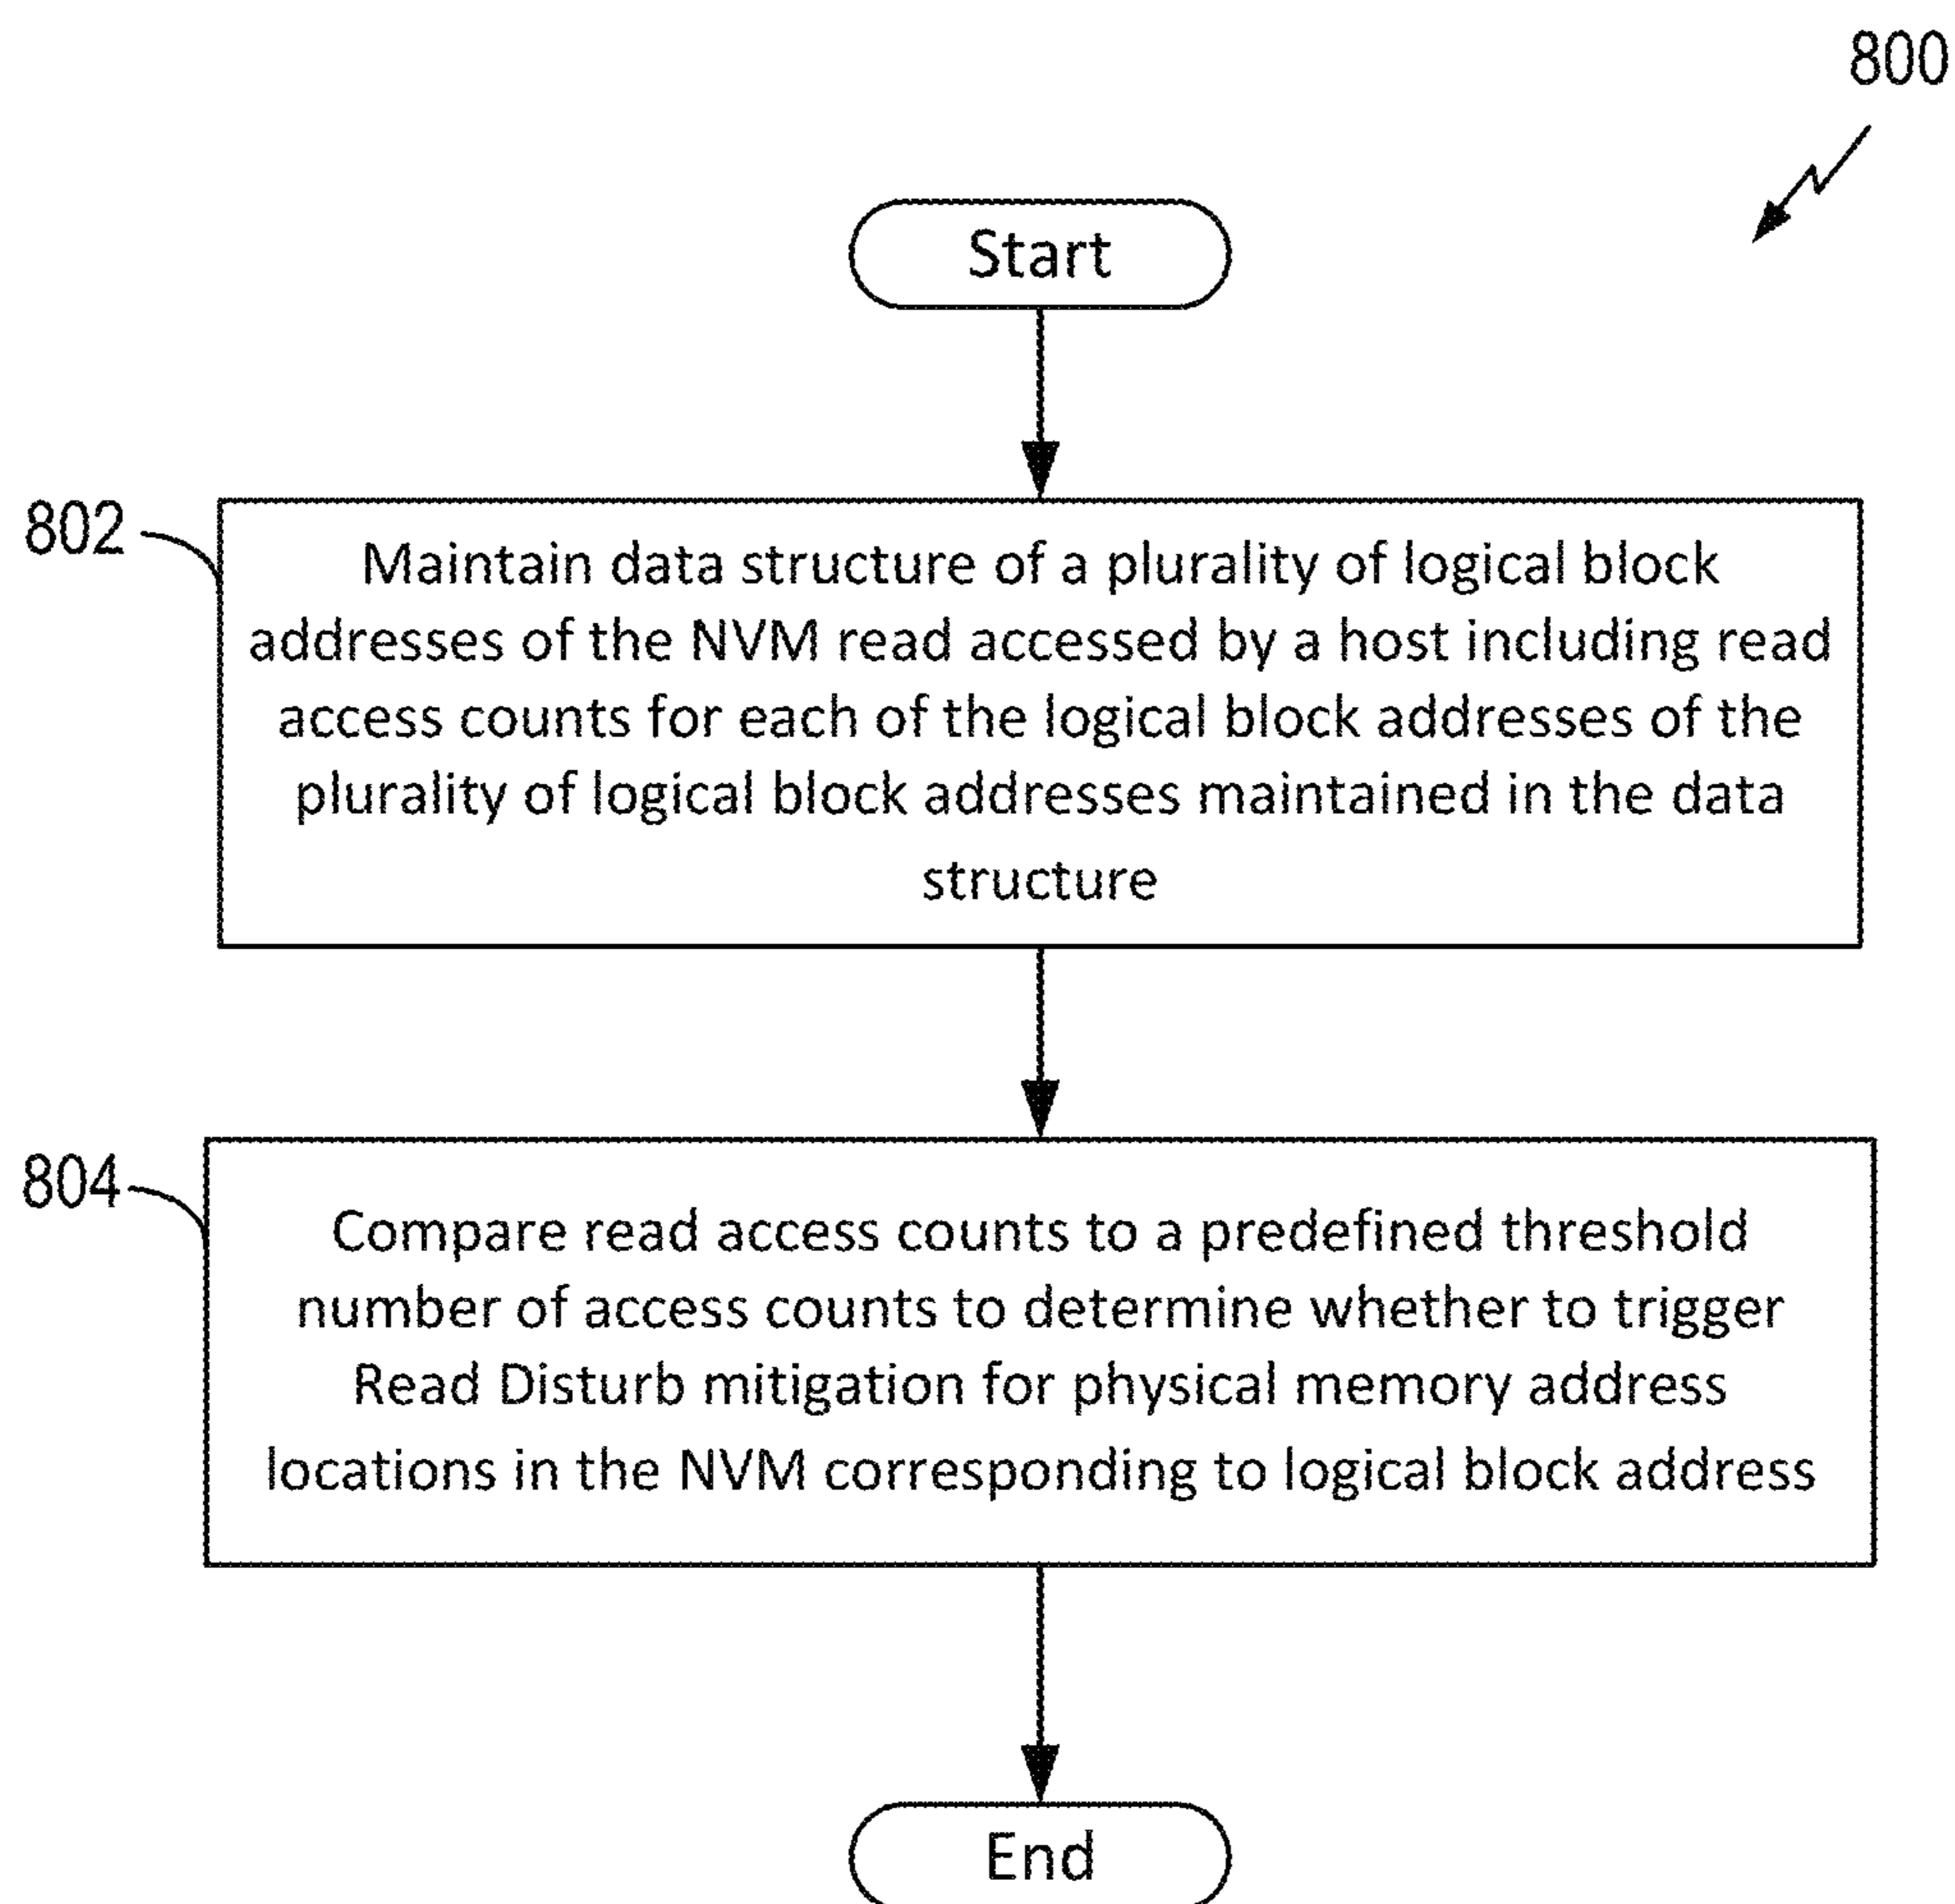 800
Start
802
Maintain data structure of a plurality of logical block
addresses of the NVM read accessed by a host including read
access counts for each of the logical block addresses of the
plurality of logical block addresses maintained in the data
structure
804
Compare read access counts to a predefined threshold
number of access counts to determine whether to trigger
Read Disturb mitigation for physical memory address
locations in the NVM corresponding to logical block address
End